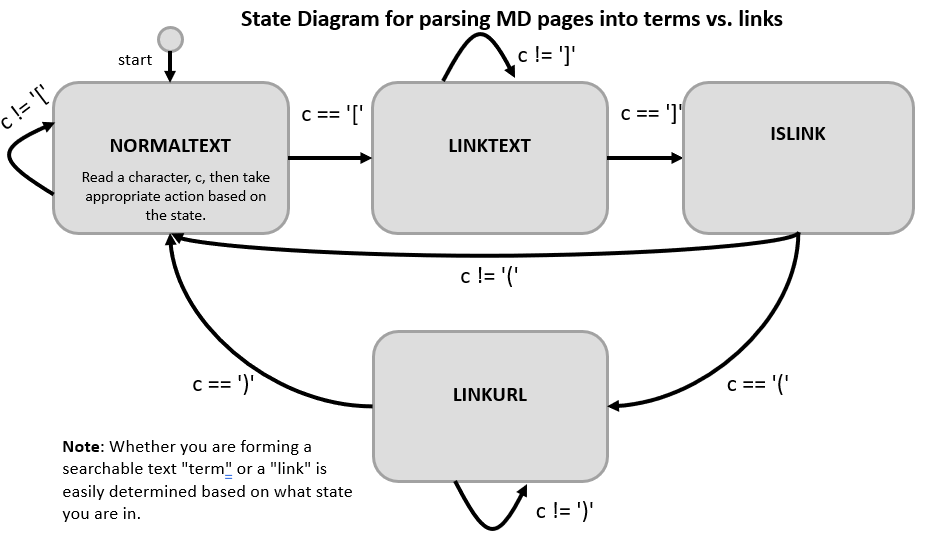 State Diagram for parsing MD pages into terms vs. links
start
c != '['
c == '['
c != ']'
c == ']'
NORMALTEXT
Read a character, c, then take
appropriate action based on
the state.
LINKTEXT
ISLINK
c != '('
c == ')'
c == '('
LINKURL
c != ')'
Note: Whether you are forming a
searchable text "term" or a "link" is
easily determined based on what state
you are in.